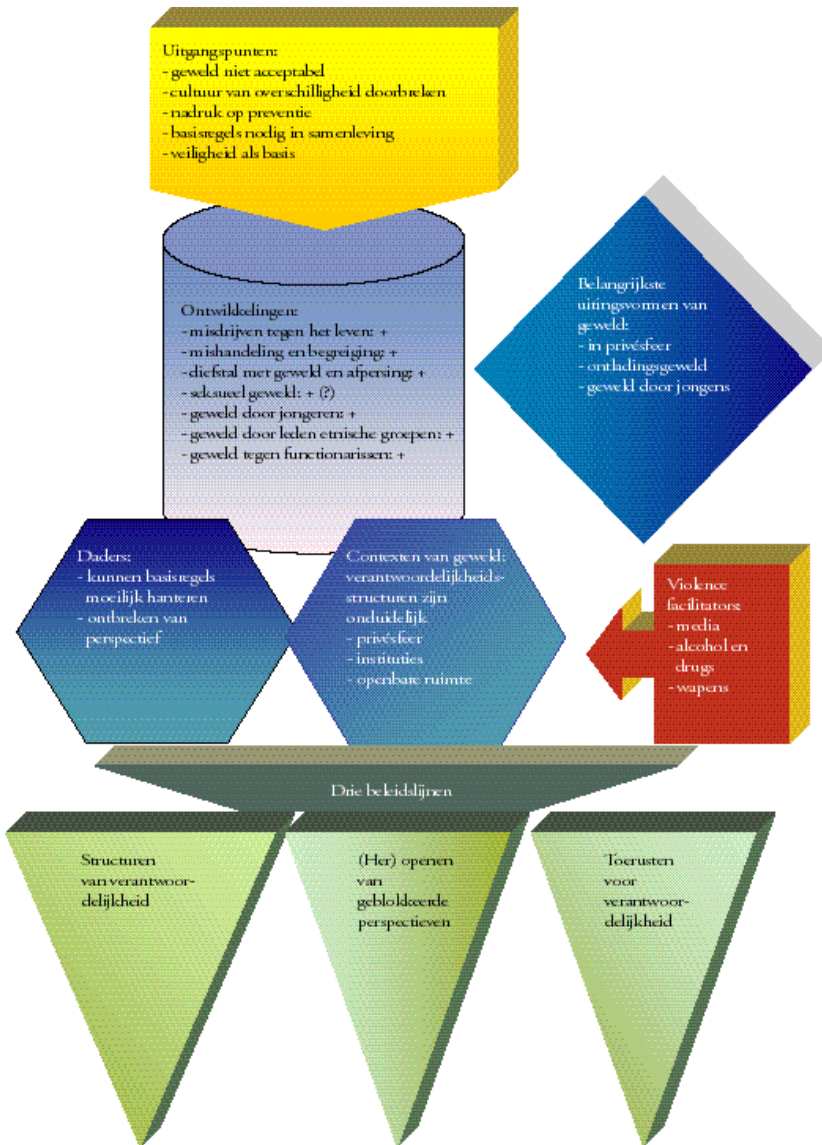 Uitgangspunten:
- geweld niet acceptabel
- cultuur van overschilligheid doorbreken
- nadruk op preventie
- basisregels nodig in samenleving
- veiligheid als basis
Ontwikkelingen:
- misdrijven tegen het leven: +
- mishandeling en begreiging: +
- diefstal met geweld en afpersing: +
- seksueel geweld: + (?)
- geweld door jongeren: +
- geweld door leden etnische groepen: +
- geweld tegen functionarissen: +
Belangrijkste
uitingsvormen van
geweld:
- in privésfeer
- ontladingsgeweld
- geweld door jongens
Daders:
- kunnen basisregels
moeilijk hanteren
- ontbreken van
perspectief
Contexten van geweld:
verantwoordelijkheids-
structuren zijn
onduidelijk
- privésfeer
- instituties
- openbare ruimte
Violence
facilitators:
- media
- alcohol en
drugs
- wapens
Drie beleidslijnen
Structuren
van verantwoor-
delijkheid
(Her) openen
van
geblokkeerde
perspectieven
Toerusten
voor
verantwoor-
delijkheid